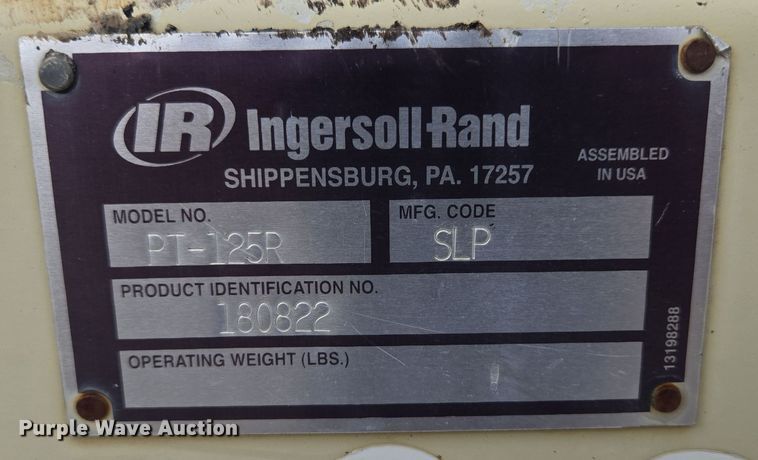 IR Ingersoll-Rand
SHIPPENSBURG, PA. 17257
ASSEMBLED
IN USA
MODEL NO.
PT-125R
MFG. CODE
SLP
PRODUCT IDENTIFICATION NO.
180822
OPERATING WEIGHT (LBS.)
13198288
Purple Wave Auction